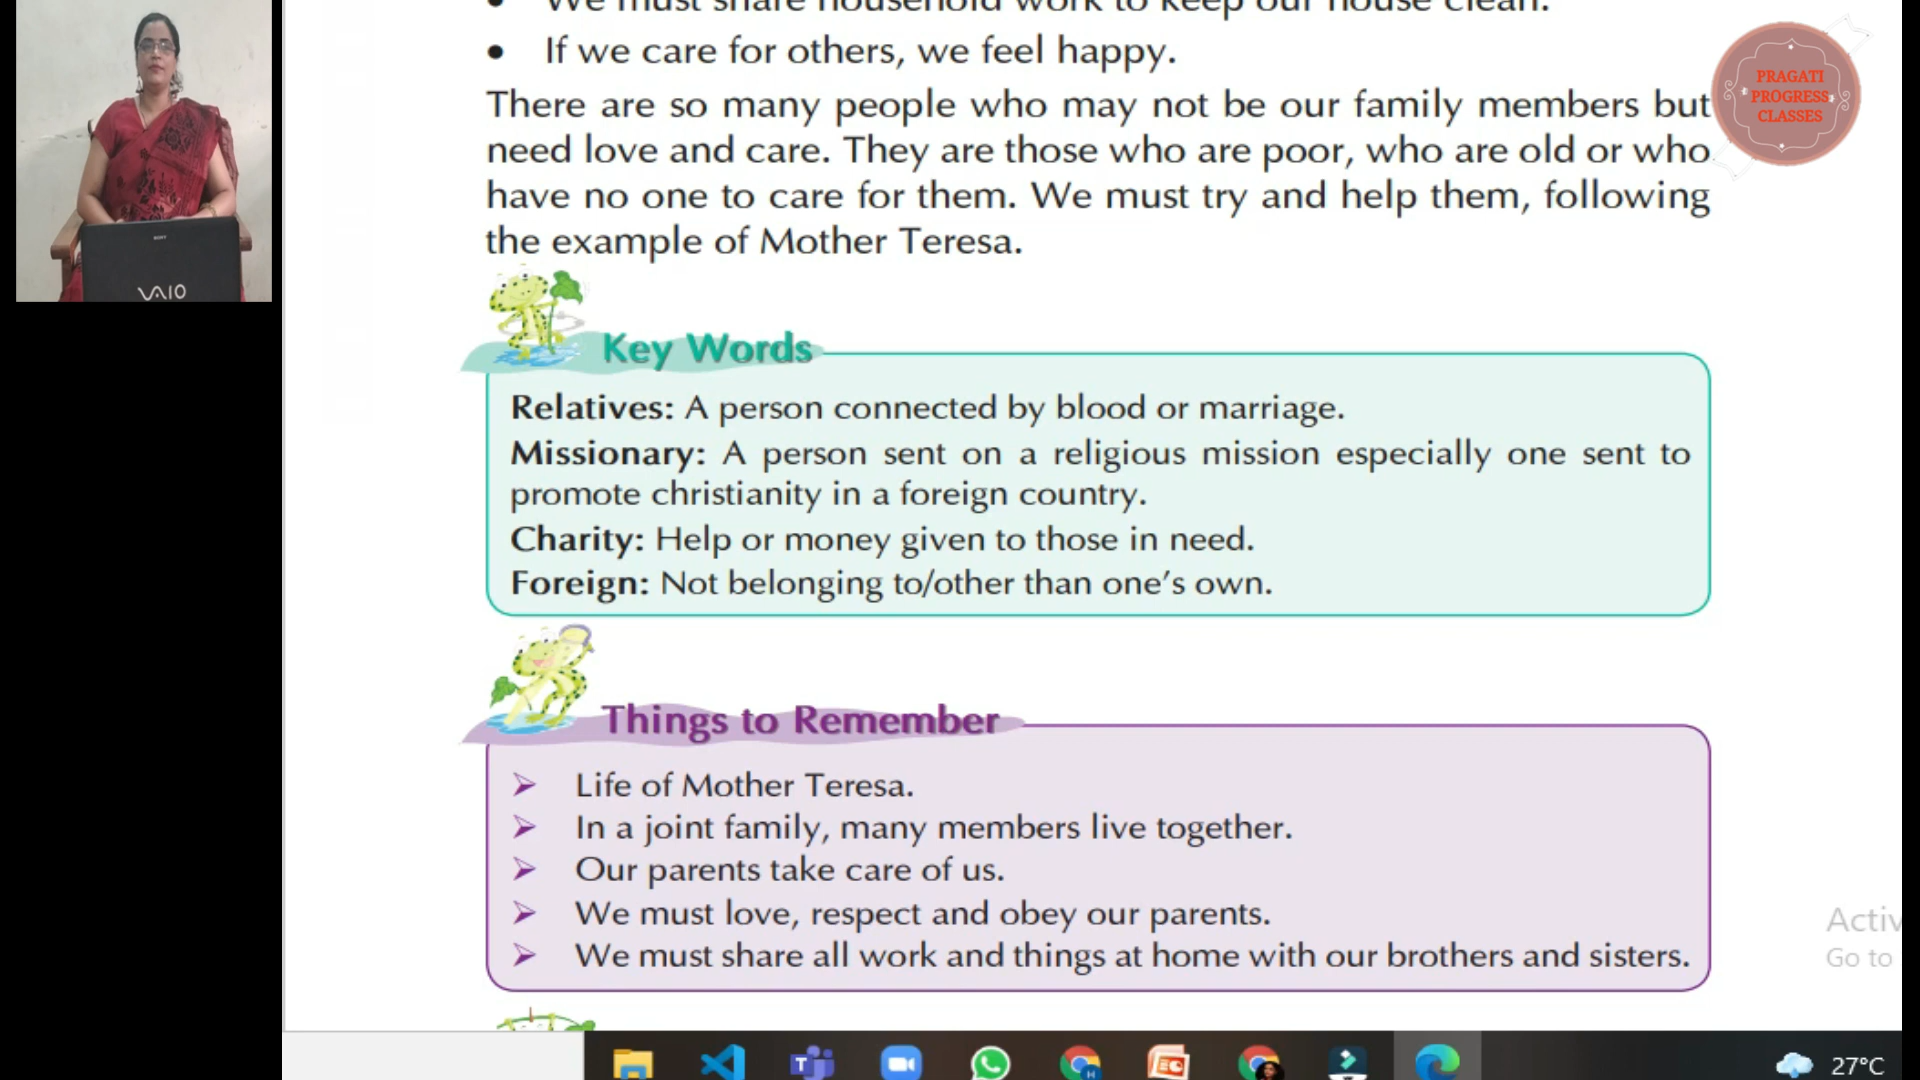 We must share household work to keep our house clean.
• If we care for others, we feel happy.
There are so many people who may not be our family members but
need love and care. They are those who are poor, who are old or who
have no one to care for them. We must try and help them, following
the example of Mother Teresa.
Key Words
Relatives: A person connected by blood or marriage.
Missionary: A person sent on a religious mission especially one sent to
promote christianity in a foreign country.
Charity: Help or money given to those in need.
Foreign: Not belonging to/other than one's own.
Things to Remember
➢ Life of Mother Teresa.
➢ In a joint family, many members live together.
➢ Our parents take care of us.
➢ We must love, respect and obey our parents.
➢ We must share all work and things at home with our brothers and sisters.
PRAGATI
PROGRESS
CLASSES
SONY
VAIO
Activ
Go to
27°C